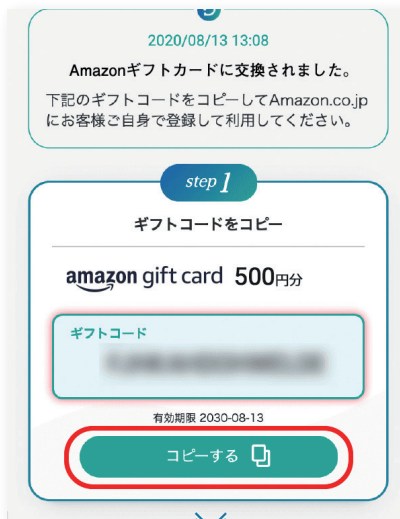 2020/08/13 13:08
Amazonギフトカードに交換されました。
下記のギフトコードをコピーしてAmazon.co.jp
にお客様ご自身で登録して利用してください。
step 1
ギフトコードをコピー
amazon gift card 500円分
ギフトコード
有効期限 2030-08-13
コピーする